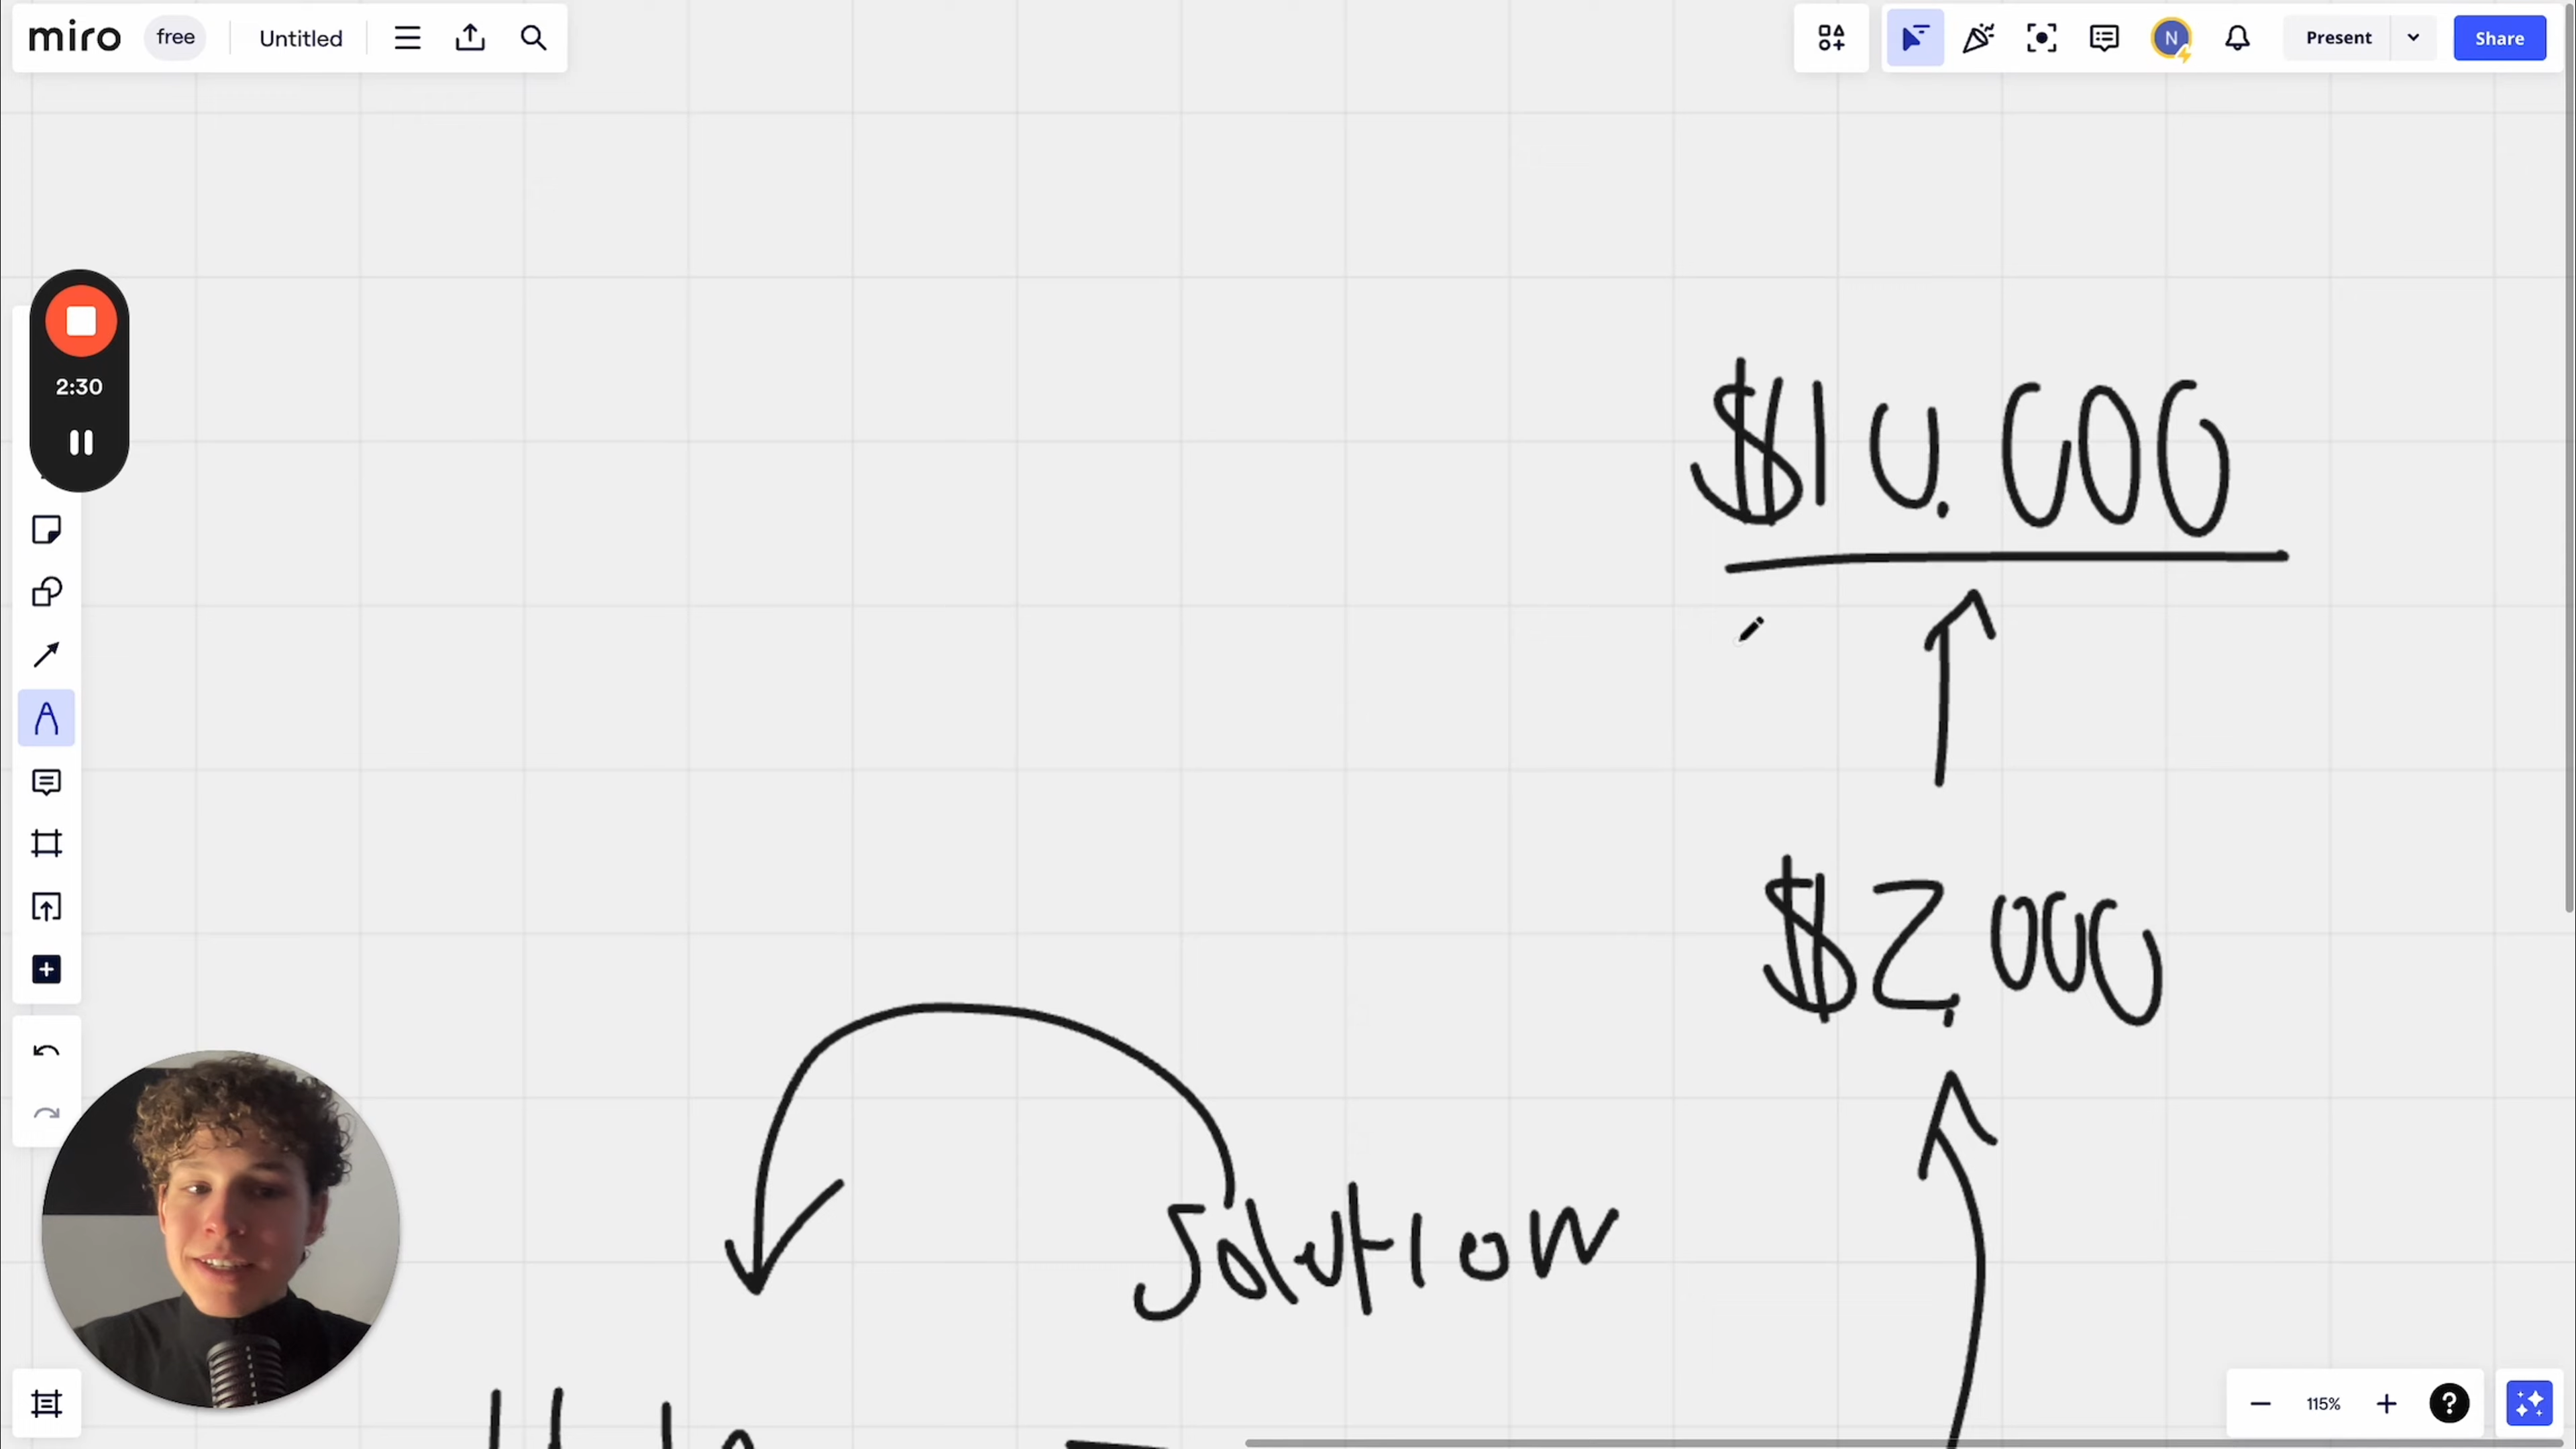 miro free Untitled
N Present Share
2:30
$10.000
$2,000
Solution
115% ?